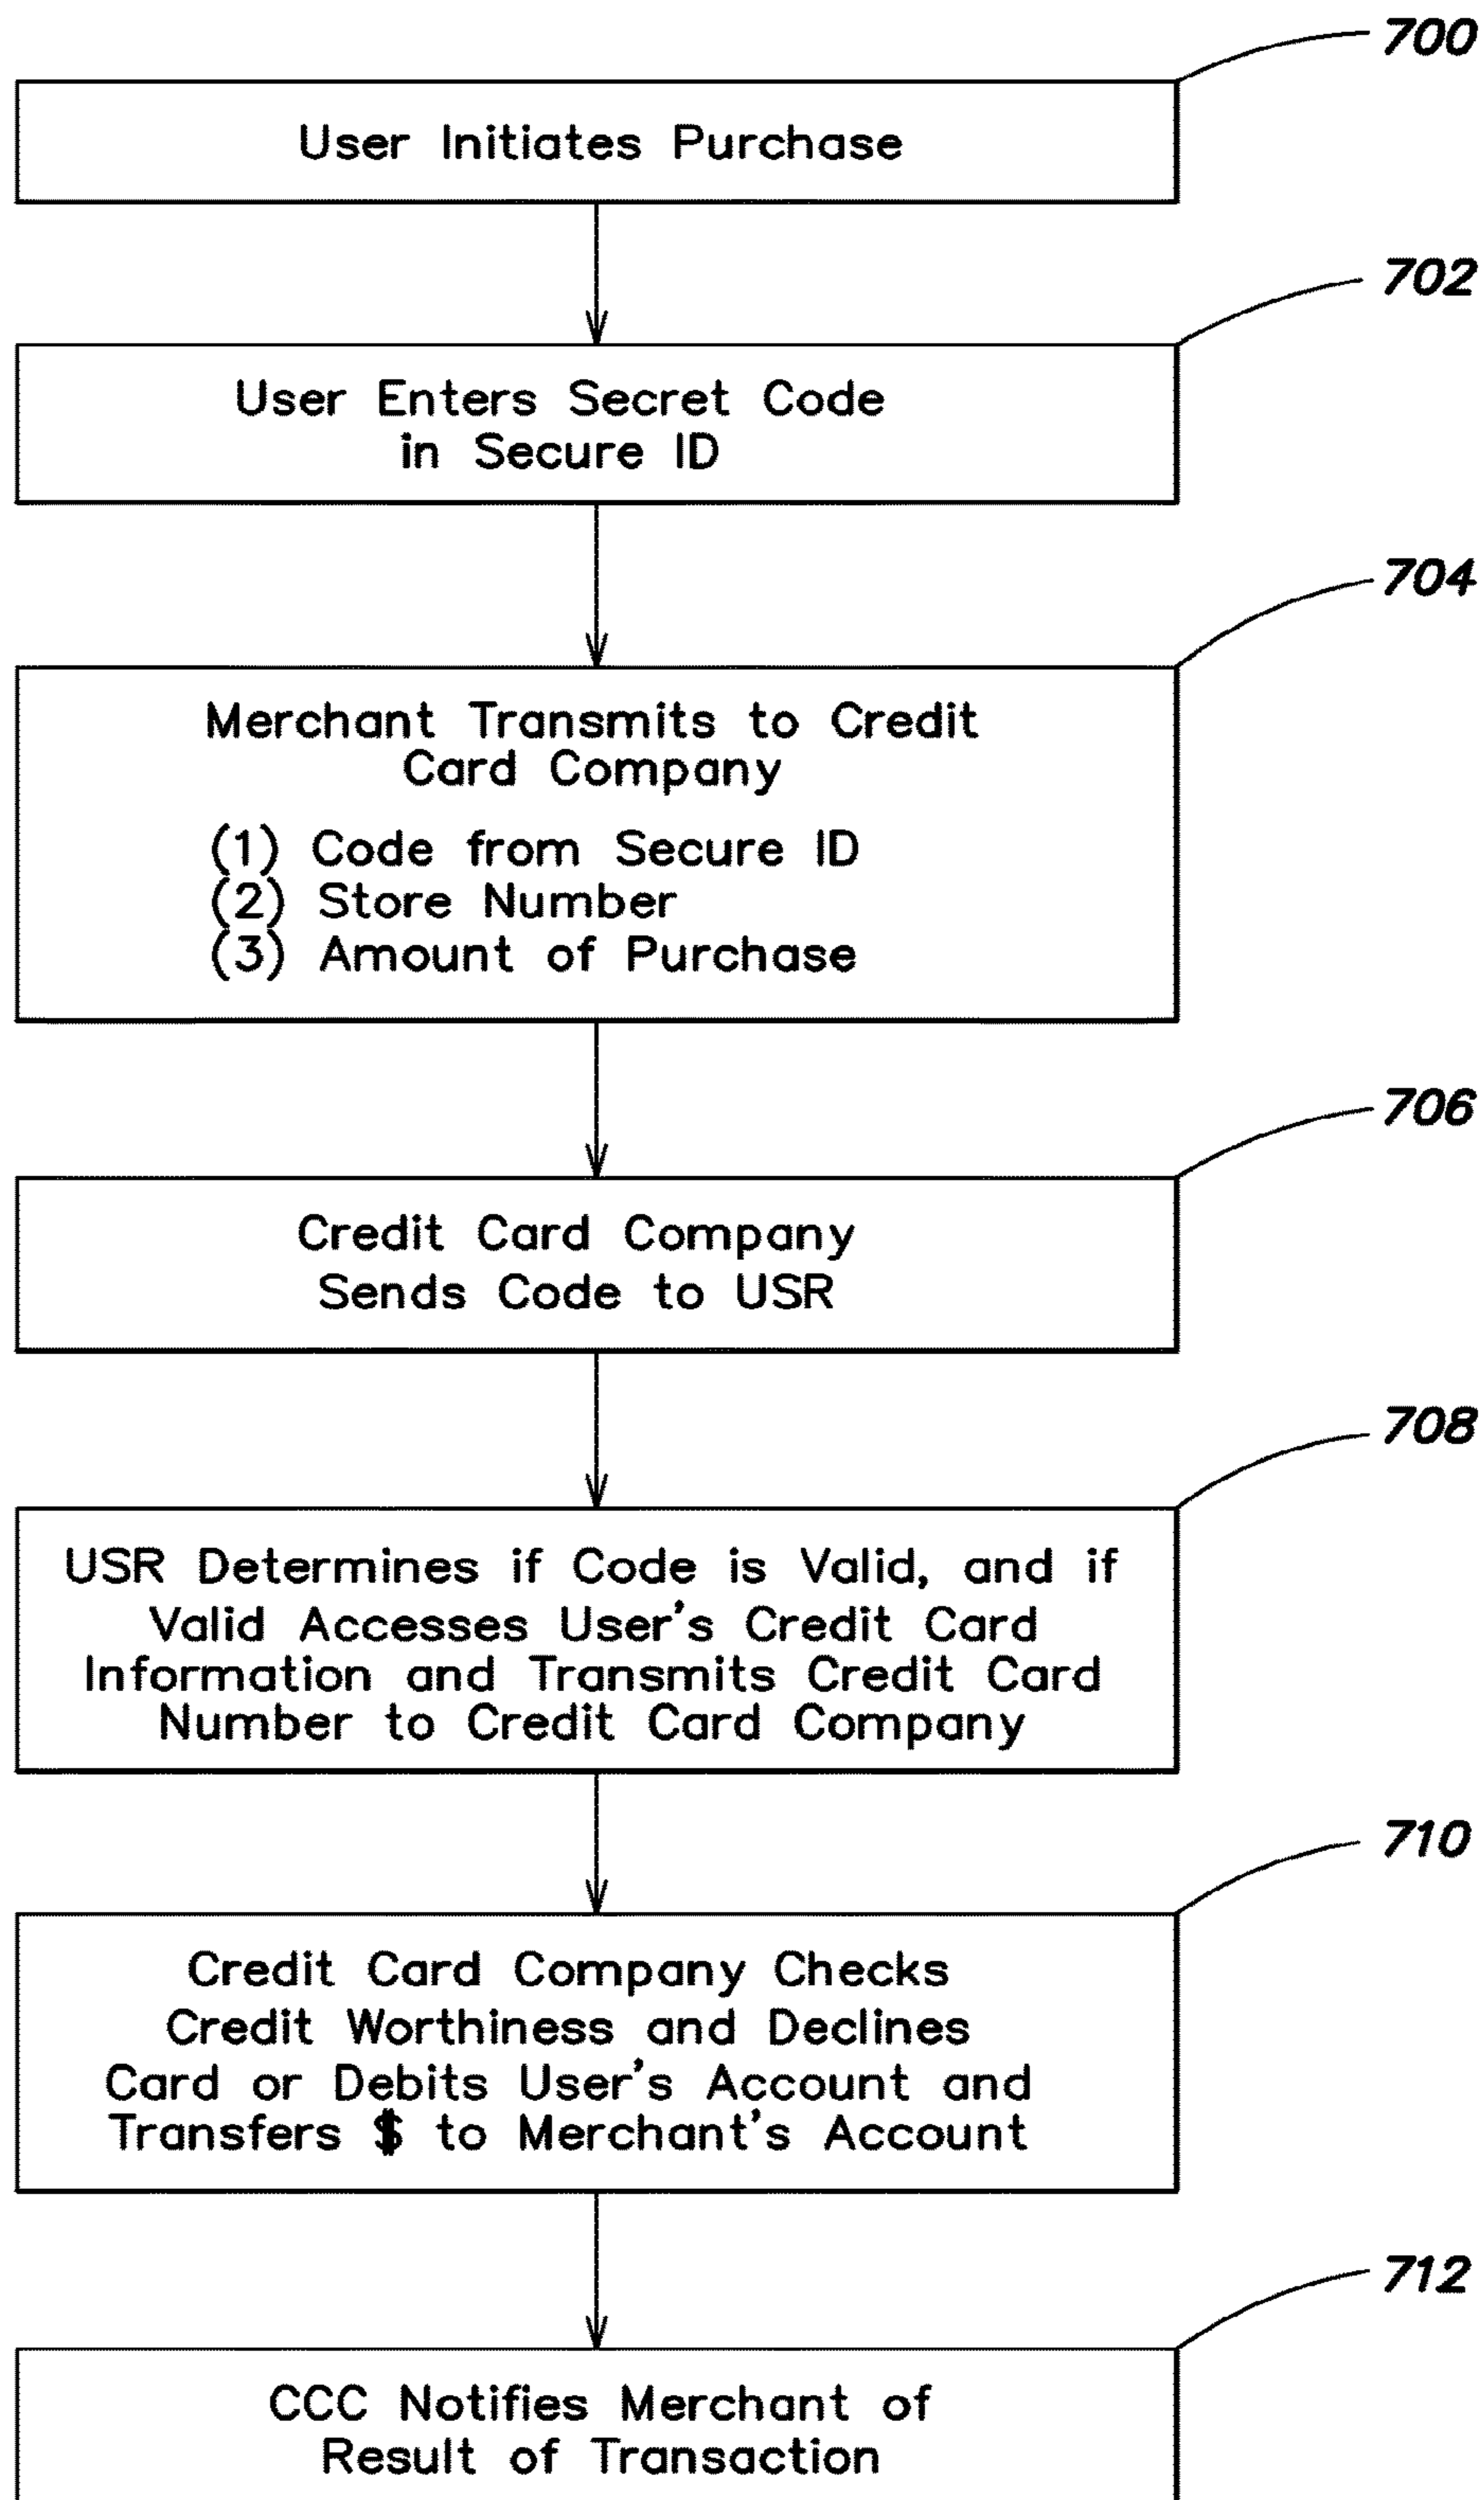 700
User Initiates Purchase
702
User Enters Secret Code
in Secure ID
704
Merchant Transmits to Credit
Card Company
(1) Code from Secure ID
(2) Store Number
(3) Amount of Purchase
706
Credit Card Company
Sends Code to USR
708
USR Determines if Code is Valid, and if
Valid Accesses User's Credit Card
Information and Transmits Credit Card
Number to Credit Card Company
710
Credit Card Company Checks
Credit Worthiness and Declines
Card or Debits User's Account and
Transfers $ to Merchant's Account
712
CCC Notifies Merchant of
Result of Transaction